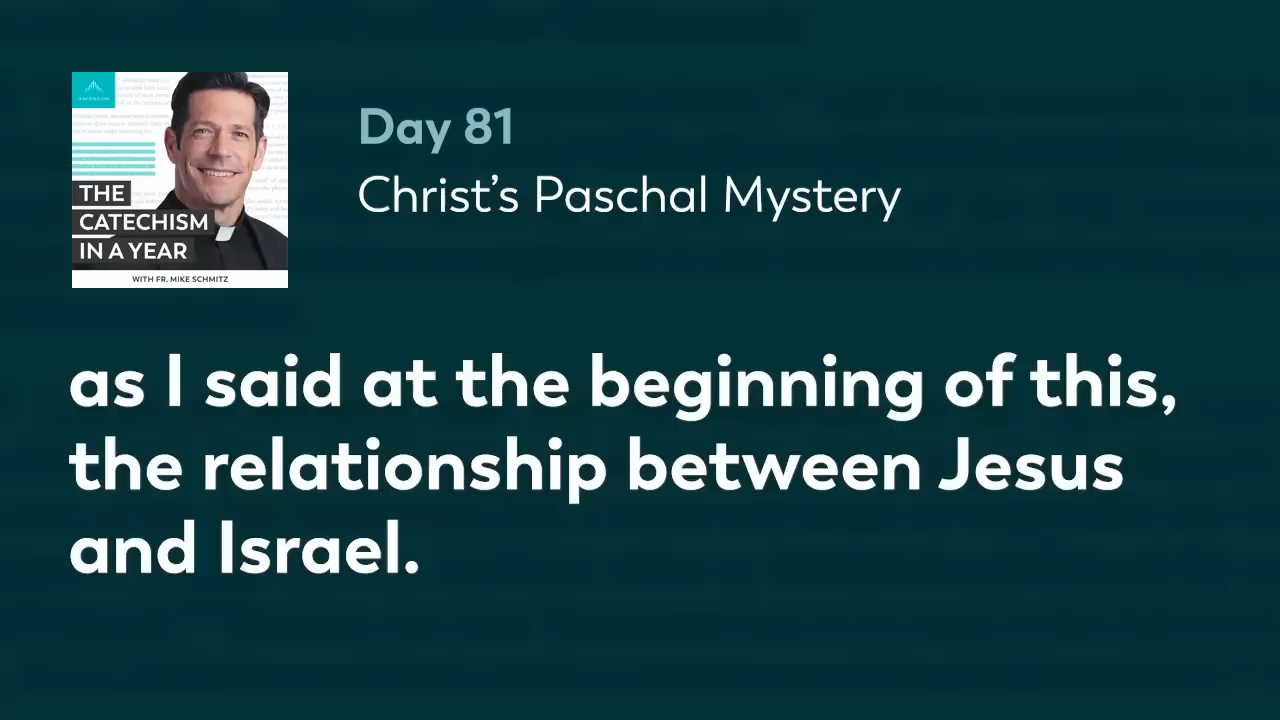 ASCENSION
THE
CATECHISM
IN A YEAR
WITH FR. MIKE SCHMITZ
Day 81
Christ’s Paschal Mystery
as I said at the beginning of this,
the relationship between Jesus
and Israel.